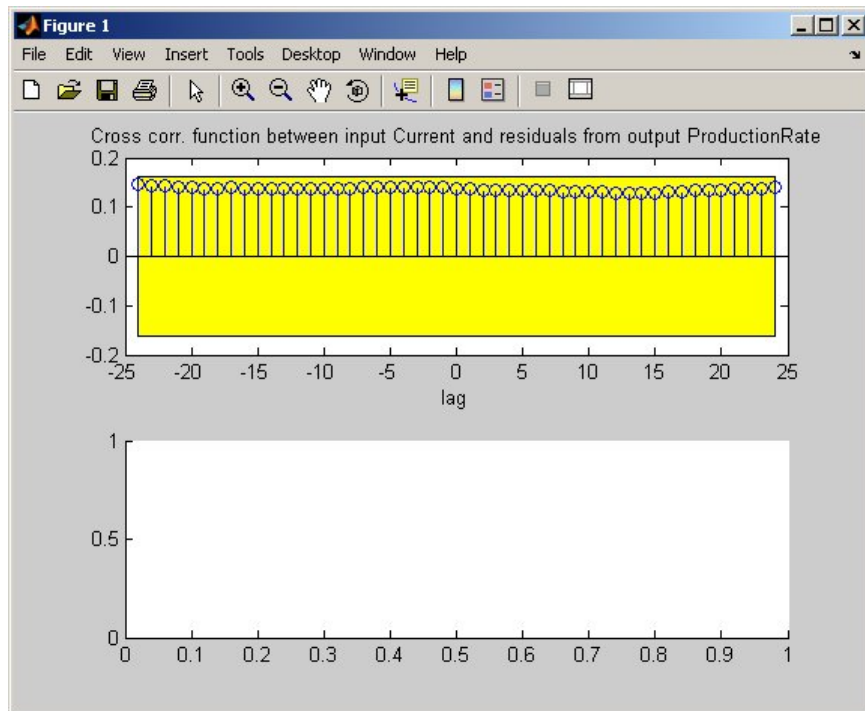 Figure 1
File Edit View Insert Tools Desktop Window Help
Cross corr. function between input Current and residuals from output ProductionRate
0.2
0.1
0
-0.1
-0.2
-25 -20 -15 -10 -5 0 5 10 15 20 25
lag
1
0.5
0
0 0.1 0.2 0.3 0.4 0.5 0.6 0.7 0.8 0.9 1